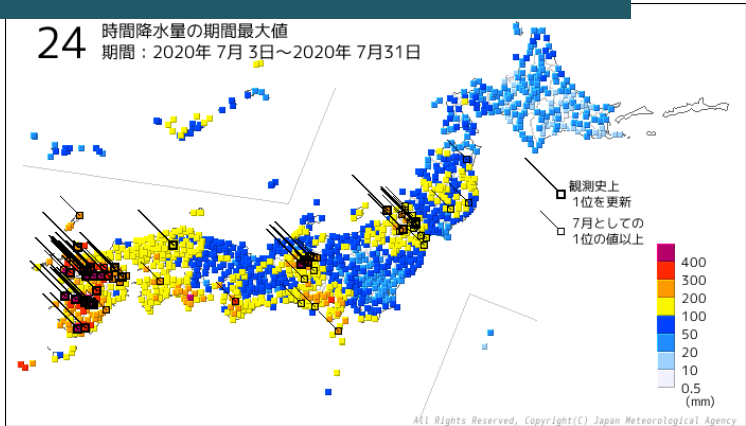 24 時間降水量の期間最大値
期間：2020年 7月 3日～2020年 7月31日
観測史上
1位を更新
7月としての
1位の値以上
400
300
200
100
50
20
10
0.5
(mm)
All Rights Reserved, Copyright(C) Japan Meteorological Agency